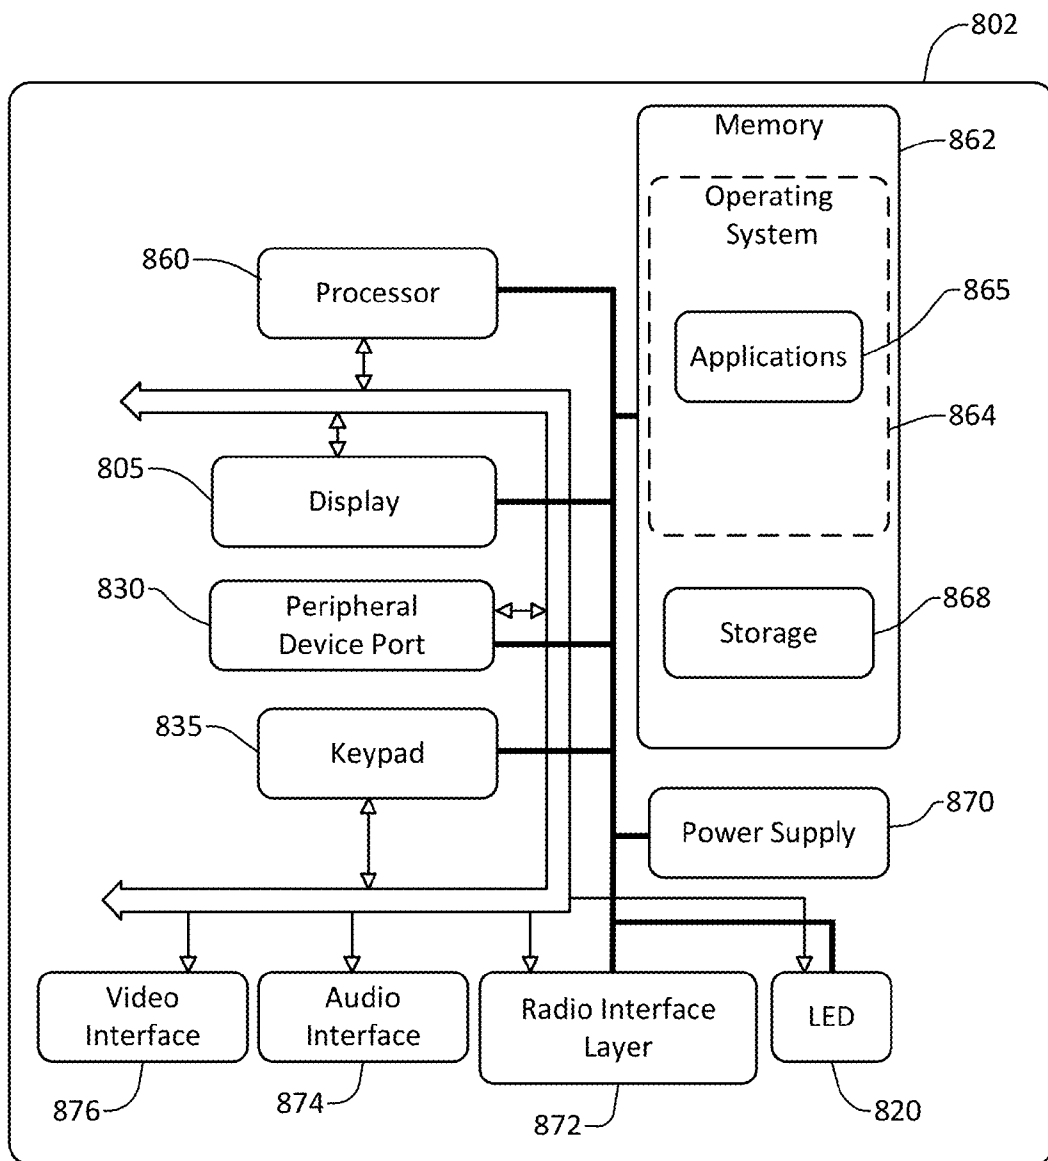 802
Memory
862
Operating
System
860
Processor
865
Applications
864
805
Display
830
Peripheral
Device Port
868
Storage
835
Keypad
870
Power Supply
Video
Interface
Audio
Interface
Radio Interface
Layer
LED
876
874
872
820